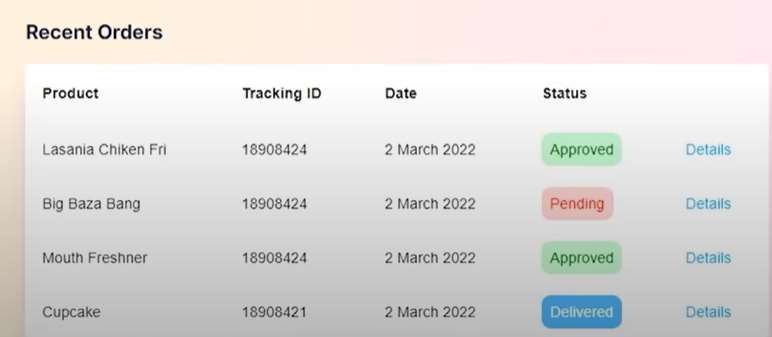 Recent Orders
Product Tracking ID Date Status
Lasania Chiken Fri 18908424 2 March 2022 Approved Details
Big Baza Bang 18908424 2 March 2022 Pending Details
Mouth Freshner 18908424 2 March 2022 Approved Details
Cupcake 18908421 2 March 2022 Delivered Details